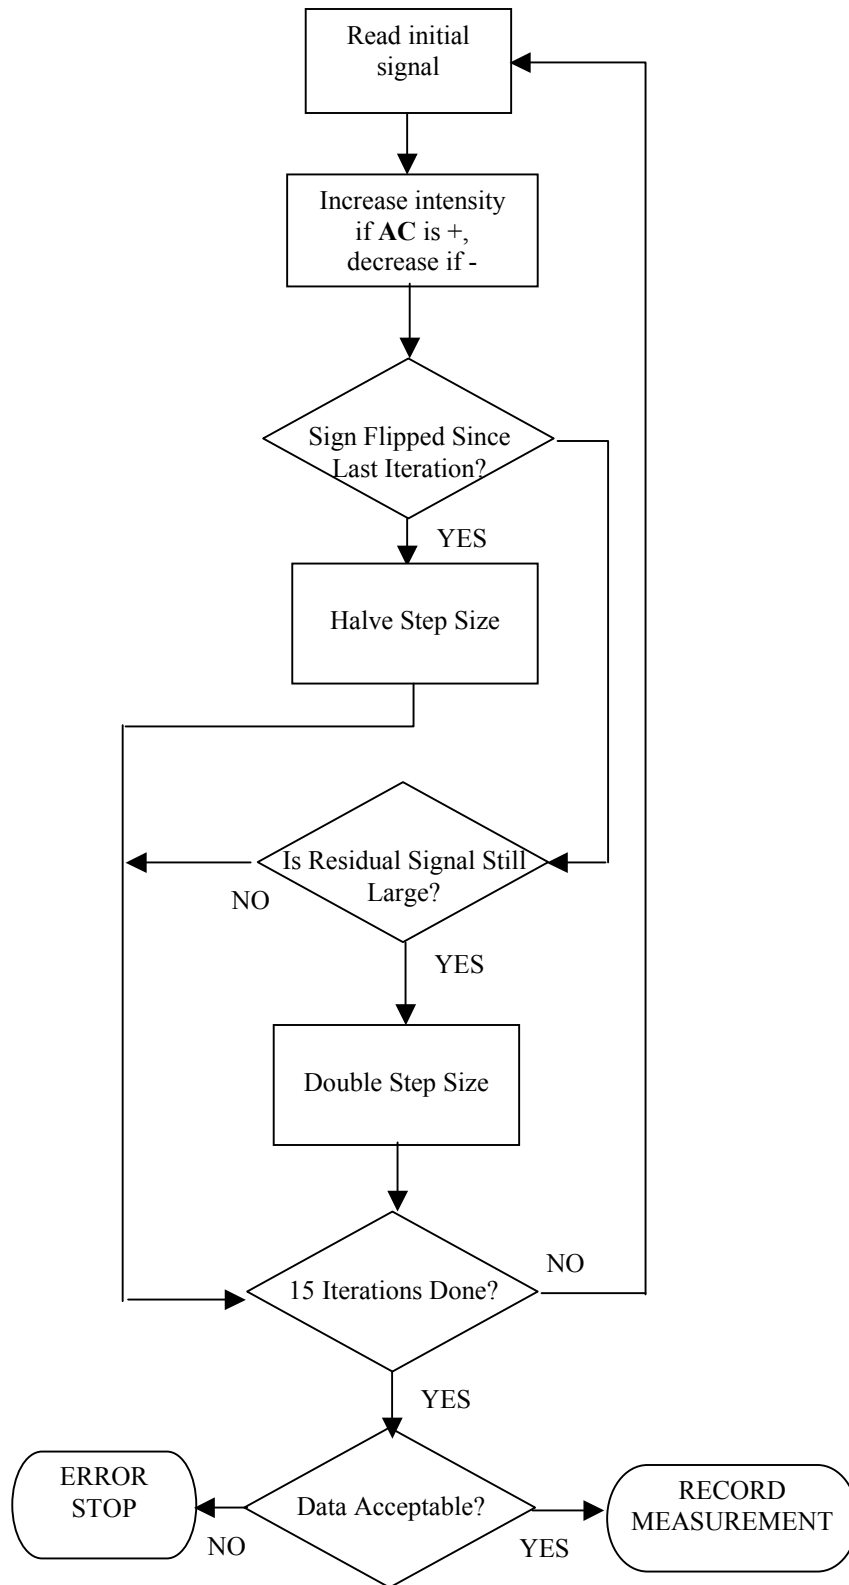 Read initial
signal
Increase intensity
if AC is +,
decrease if -
Sign Flipped Since
Last Iteration?
YES
Halve Step Size
Is Residual Signal Still
Large?
NO
YES
Double Step Size
15 Iterations Done?
NO
YES
ERROR
STOP
Data Acceptable?
RECORD
MEASUREMENT
NO
YES